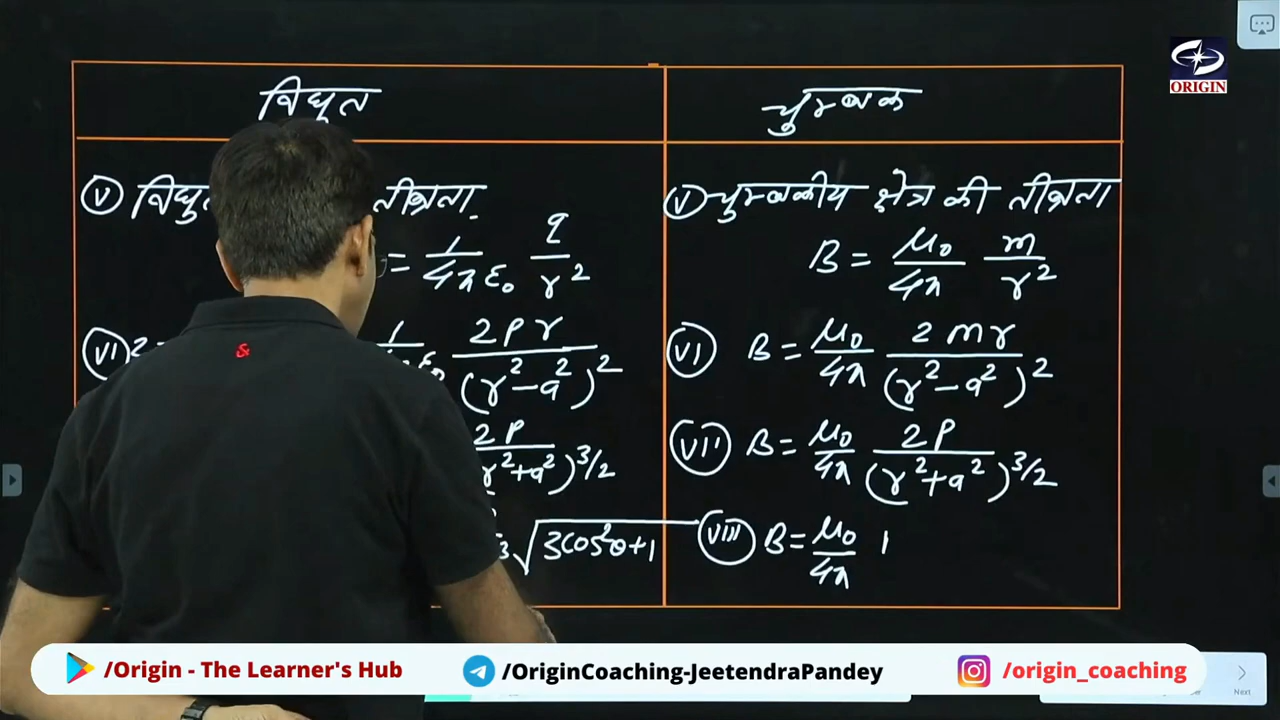 ORIGIN
विद्युत
चुम्बक
(v) तीव्रता
= 1/4πε₀ q/r²
(v) चुम्बकीय क्षेत्र की तीव्रता
B = μ₀/4π m/r²
(vi) 2Pr/(r²-a²)²
(vi) B = μ₀/4π 2mr/(r²-a²)²
2P/(r²+a²)^3/2
(vii) B = μ₀/4π 2P/(r²+a²)^3/2
3 √3cos²θ+1
(viii) B = μ₀/4π
&
/Origin - The Learner's Hub
/OriginCoaching-JeetendraPandey
/origin_coaching
Next